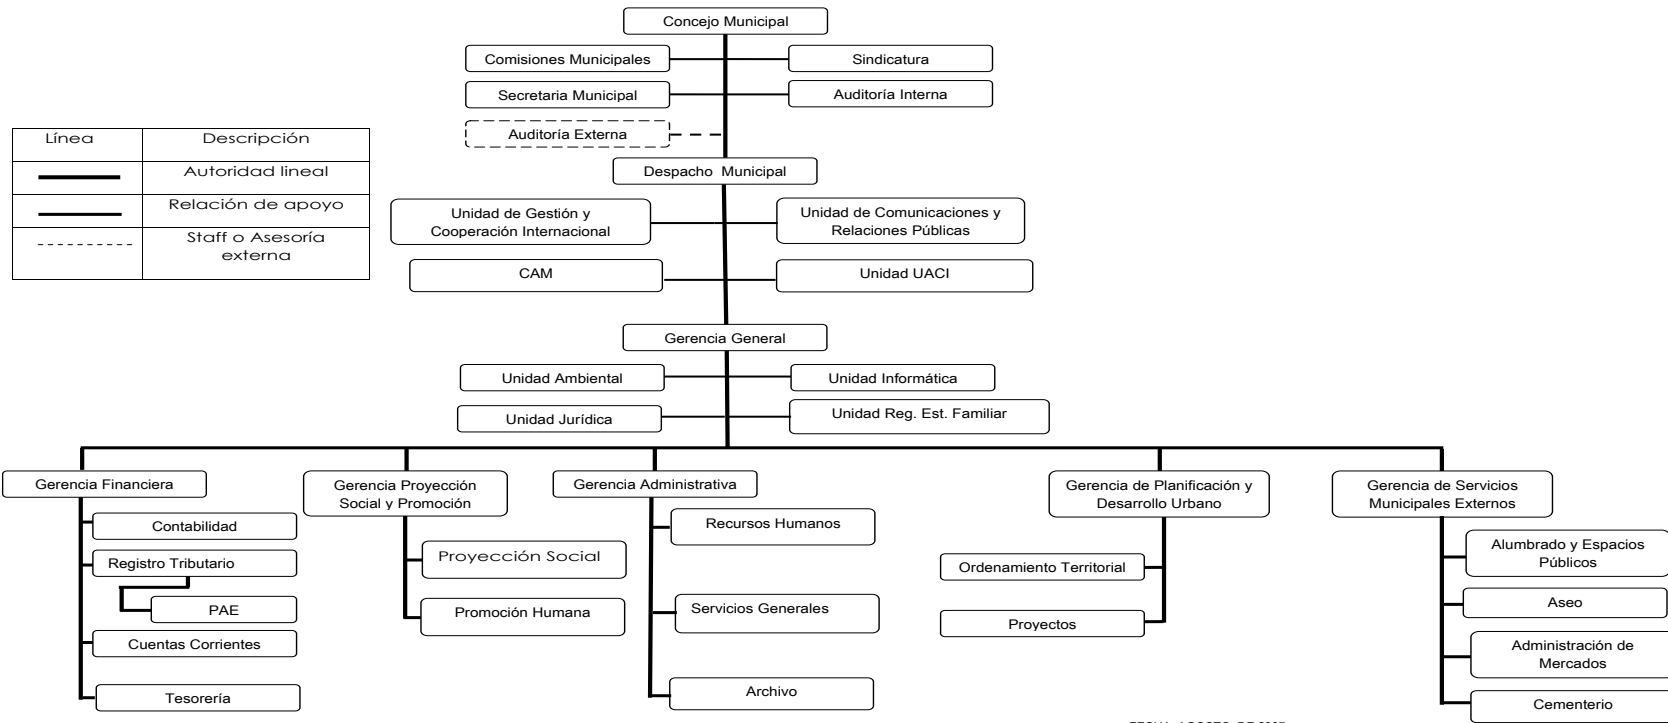 Concejo Municipal
Comisiones Municipales
Sindicatura
Secretaria Municipal
Auditoría Interna
Auditoría Externa
Línea
Descripción
Autoridad lineal
Relación de apoyo
Staff o Asesoría
externa
Despacho Municipal
Unidad de Gestión y
Cooperación Internacional
Unidad de Comunicaciones y
Relaciones Públicas
CAM
Unidad UACI
Gerencia General
Unidad Ambiental
Unidad Informática
Unidad Jurídica
Unidad Reg. Est. Familiar
Gerencia Financiera
Contabilidad
Registro Tributario
PAE
Cuentas Corrientes
Tesorería
Gerencia Proyección
Social y Promoción
Proyección Social
Promoción Humana
Gerencia Administrativa
Recursos Humanos
Servicios Generales
Archivo
Gerencia de Planificación y
Desarrollo Urbano
Ordenamiento Territorial
Proyectos
Gerencia de Servicios
Municipales Externos
Alumbrado y Espacios
Públicos
Aseo
Administración de
Mercados
Cementerio